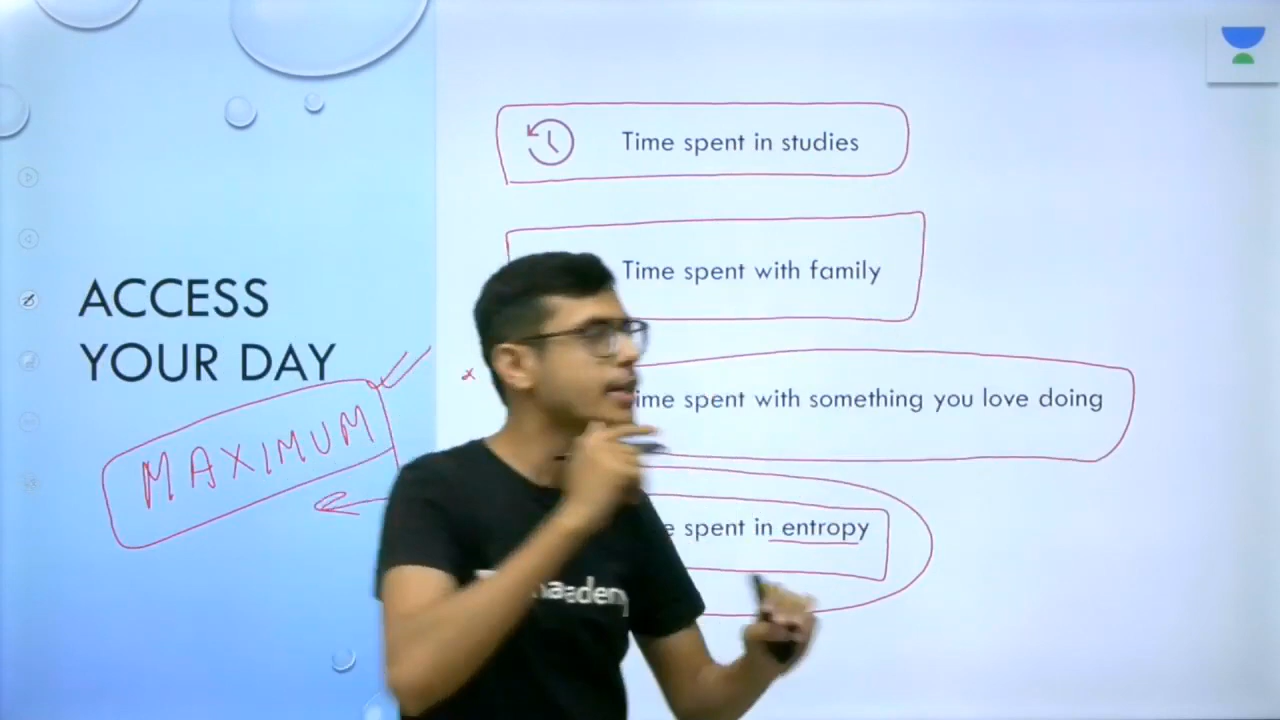 ACCESS
YOUR DAY
MAXIMUM
Time spent in studies
Time spent with family
ime spent with something you love doing
e spent in entropy